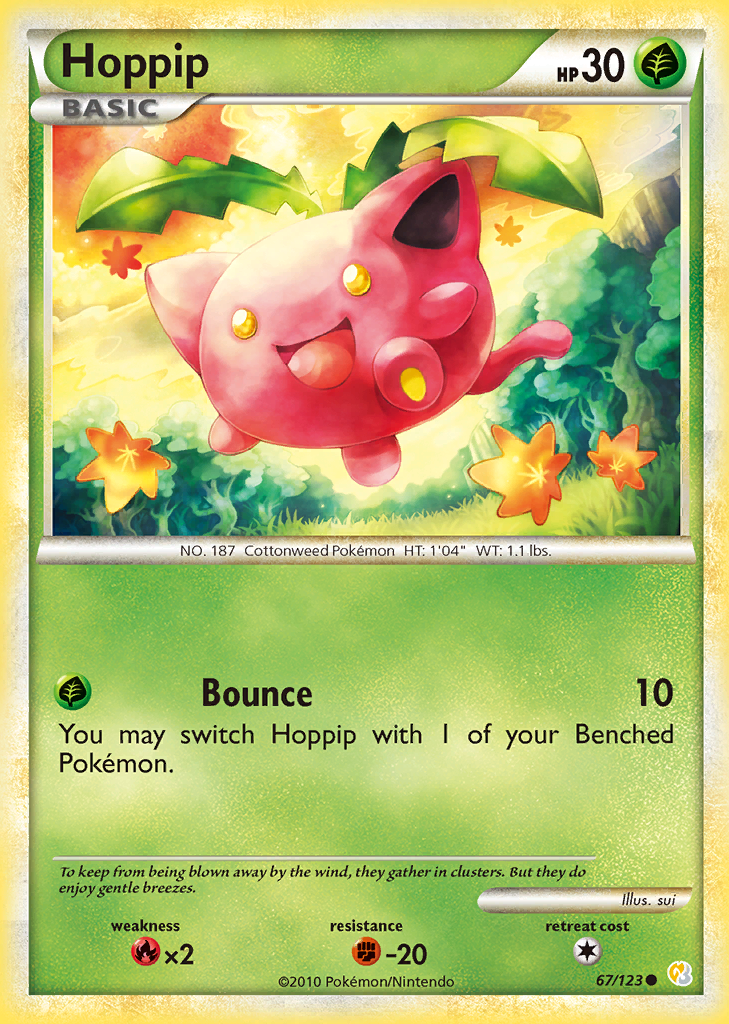 Hoppip
HP 30
BASIC
NO. 187 Cottonweed Pokémon HT: 1'04" WT: 1.1 lbs.
Bounce 10
You may switch Hoppip with 1 of your Benched
Pokémon.
To keep from being blown away by the wind, they gather in clusters. But they do
enjoy gentle breezes.
Illus. sui
weakness resistance retreat cost
×2 -20
©2010 Pokémon/Nintendo 67/123